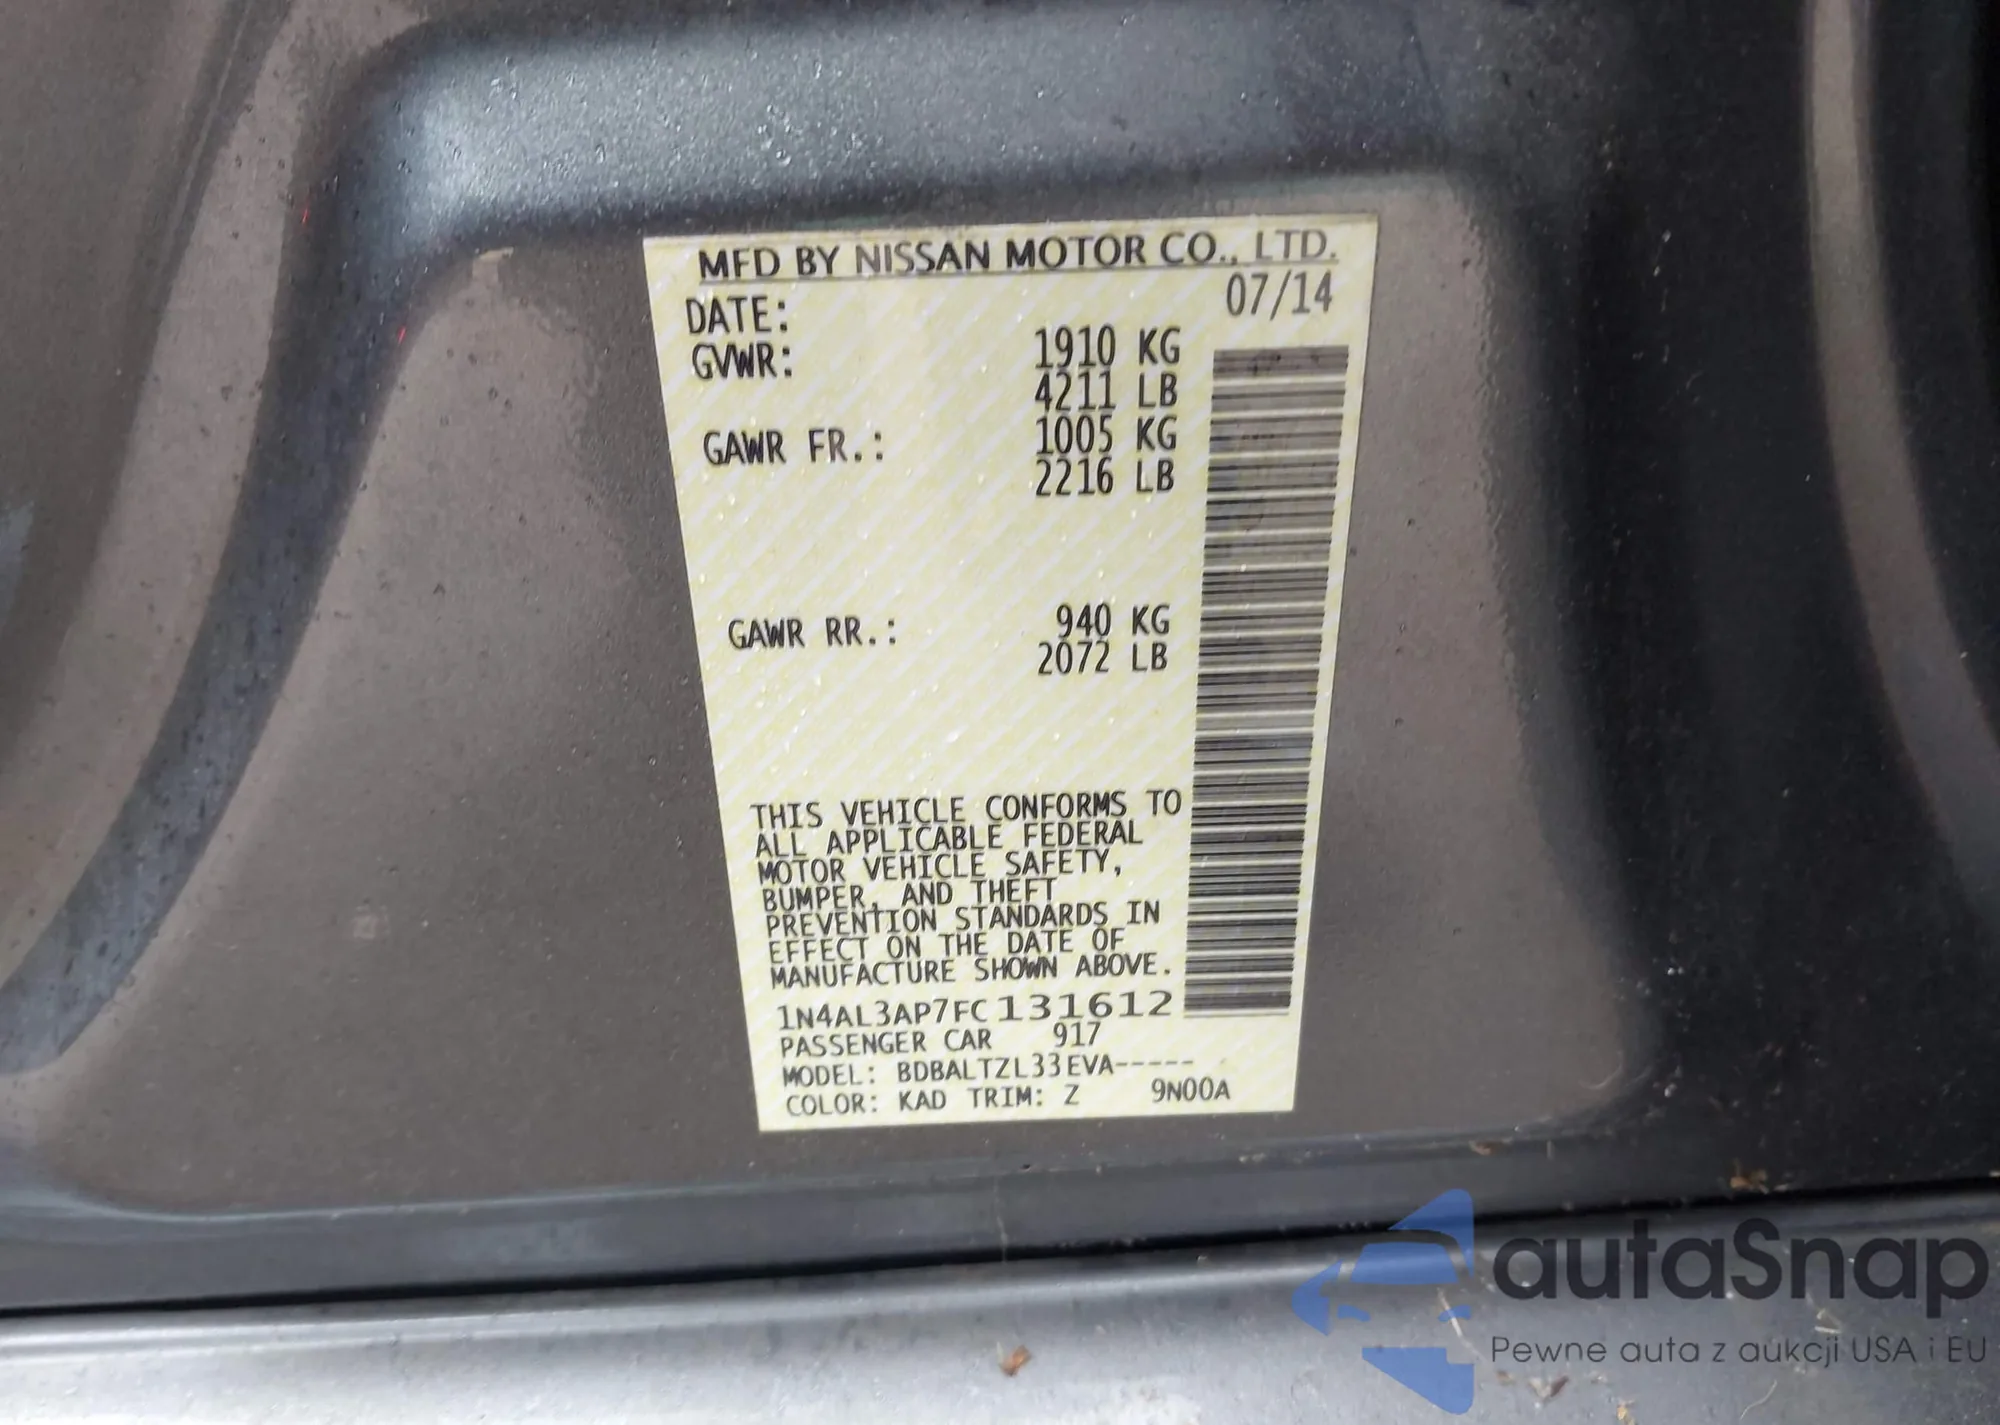 MFD BY NISSAN MOTOR CO., LTD.
DATE: 07/14
GVWR: 1910 KG
4211 LB
GAWR FR.: 1005 KG
2216 LB
GAWR RR.: 940 KG
2072 LB
THIS VEHICLE CONFORMS TO
ALL APPLICABLE FEDERAL
MOTOR VEHICLE SAFETY,
BUMPER, AND THEFT
PREVENTION STANDARDS IN
EFFECT ON THE DATE OF
MANUFACTURE SHOWN ABOVE.
1N4AL3AP7FC131612
PASSENGER CAR 917
MODEL: BDBALTZL33EVA-----
COLOR: KAD TRIM: Z 9N00A
autaSnap
Pewne auta z aukcji USA i EU